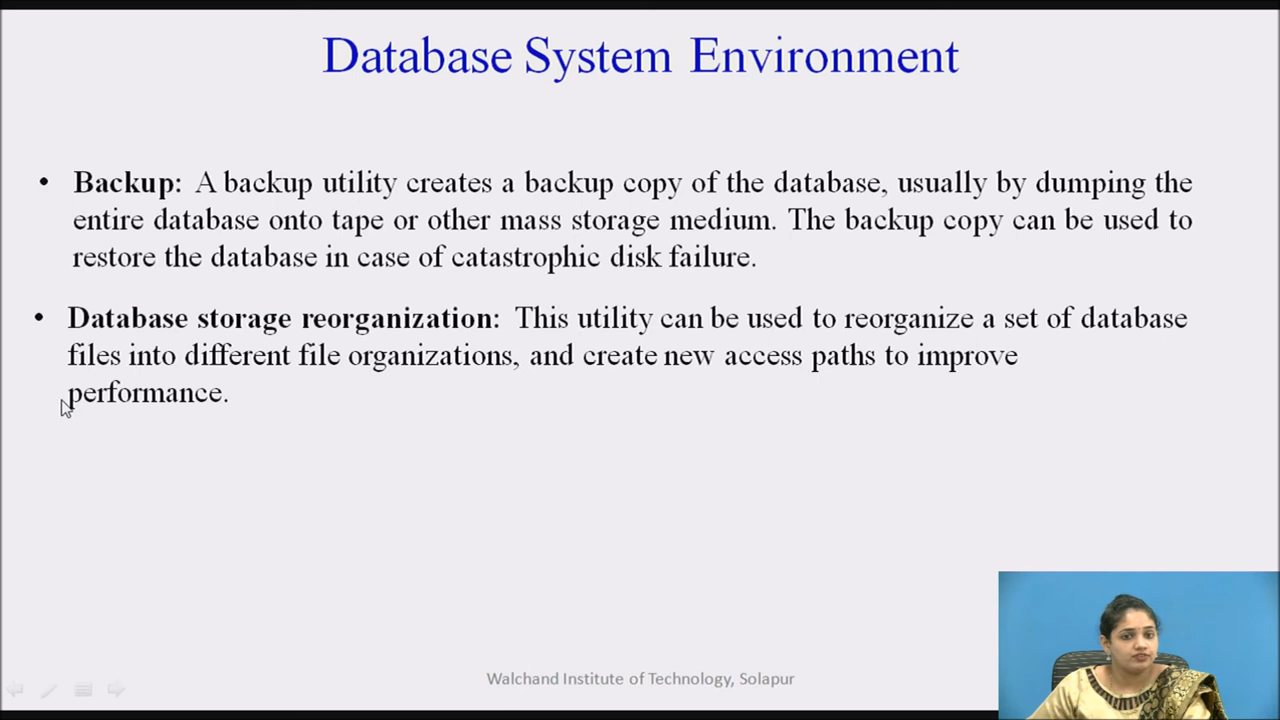 Database System Environment
• Backup: A backup utility creates a backup copy of the database, usually by dumping the
entire database onto tape or other mass storage medium. The backup copy can be used to
restore the database in case of catastrophic disk failure.
• Database storage reorganization: This utility can be used to reorganize a set of database
files into different file organizations, and create new access paths to improve
performance.
Walchand Institute of Technology, Solapur